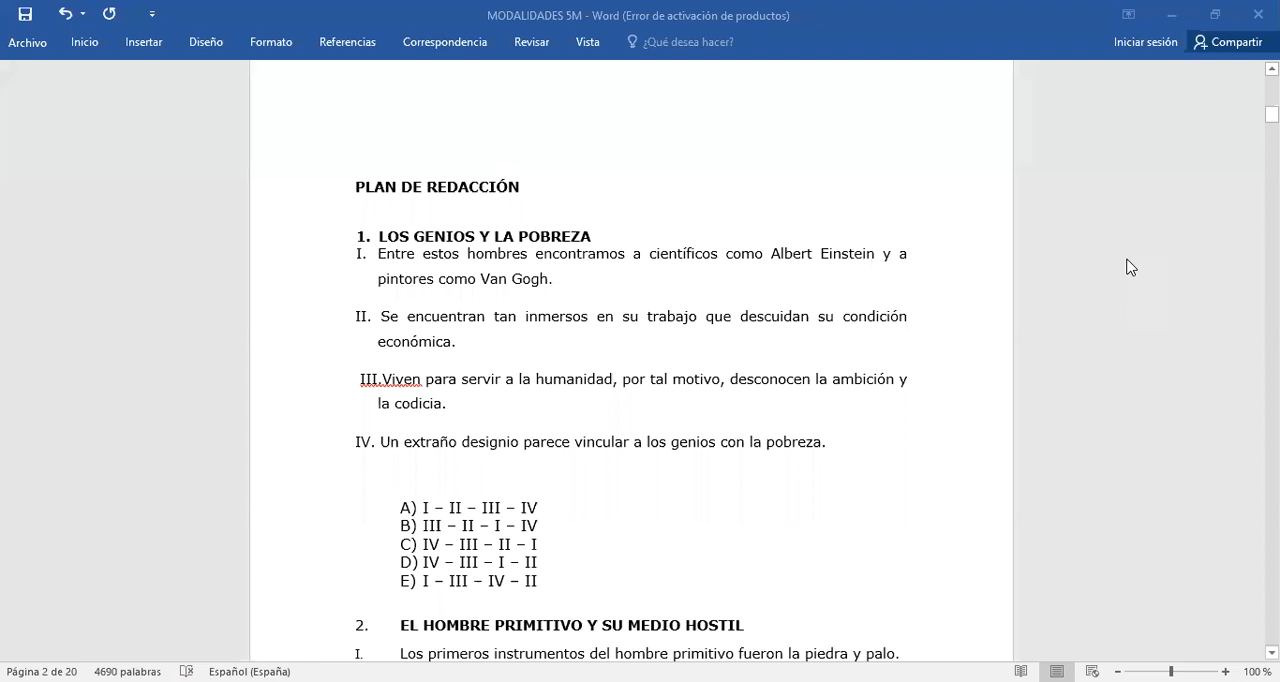 MODALIDADES 5M - Word (Error de activación de productos)
Archivo Inicio Insertar Diseño Formato Referencias Correspondencia Revisar Vista ¿Qué desea hacer? Iniciar sesión Compartir
PLAN DE REDACCIÓN
1. LOS GENIOS Y LA POBREZA
I. Entre estos hombres encontramos a científicos como Albert Einstein y a
pintores como Van Gogh.
II. Se encuentran tan inmersos en su trabajo que descuidan su condición
económica.
III.Viven para servir a la humanidad, por tal motivo, desconocen la ambición y
la codicia.
IV. Un extraño designio parece vincular a los genios con la pobreza.
A) I – II – III – IV
B) III – II – I – IV
C) IV – III – II – I
D) IV – III – I – II
E) I – III – IV – II
2. EL HOMBRE PRIMITIVO Y SU MEDIO HOSTIL
I. Los primeros instrumentos del hombre primitivo fueron la piedra y palo.
Página 2 de 20 4690 palabras Español (España) 100 %